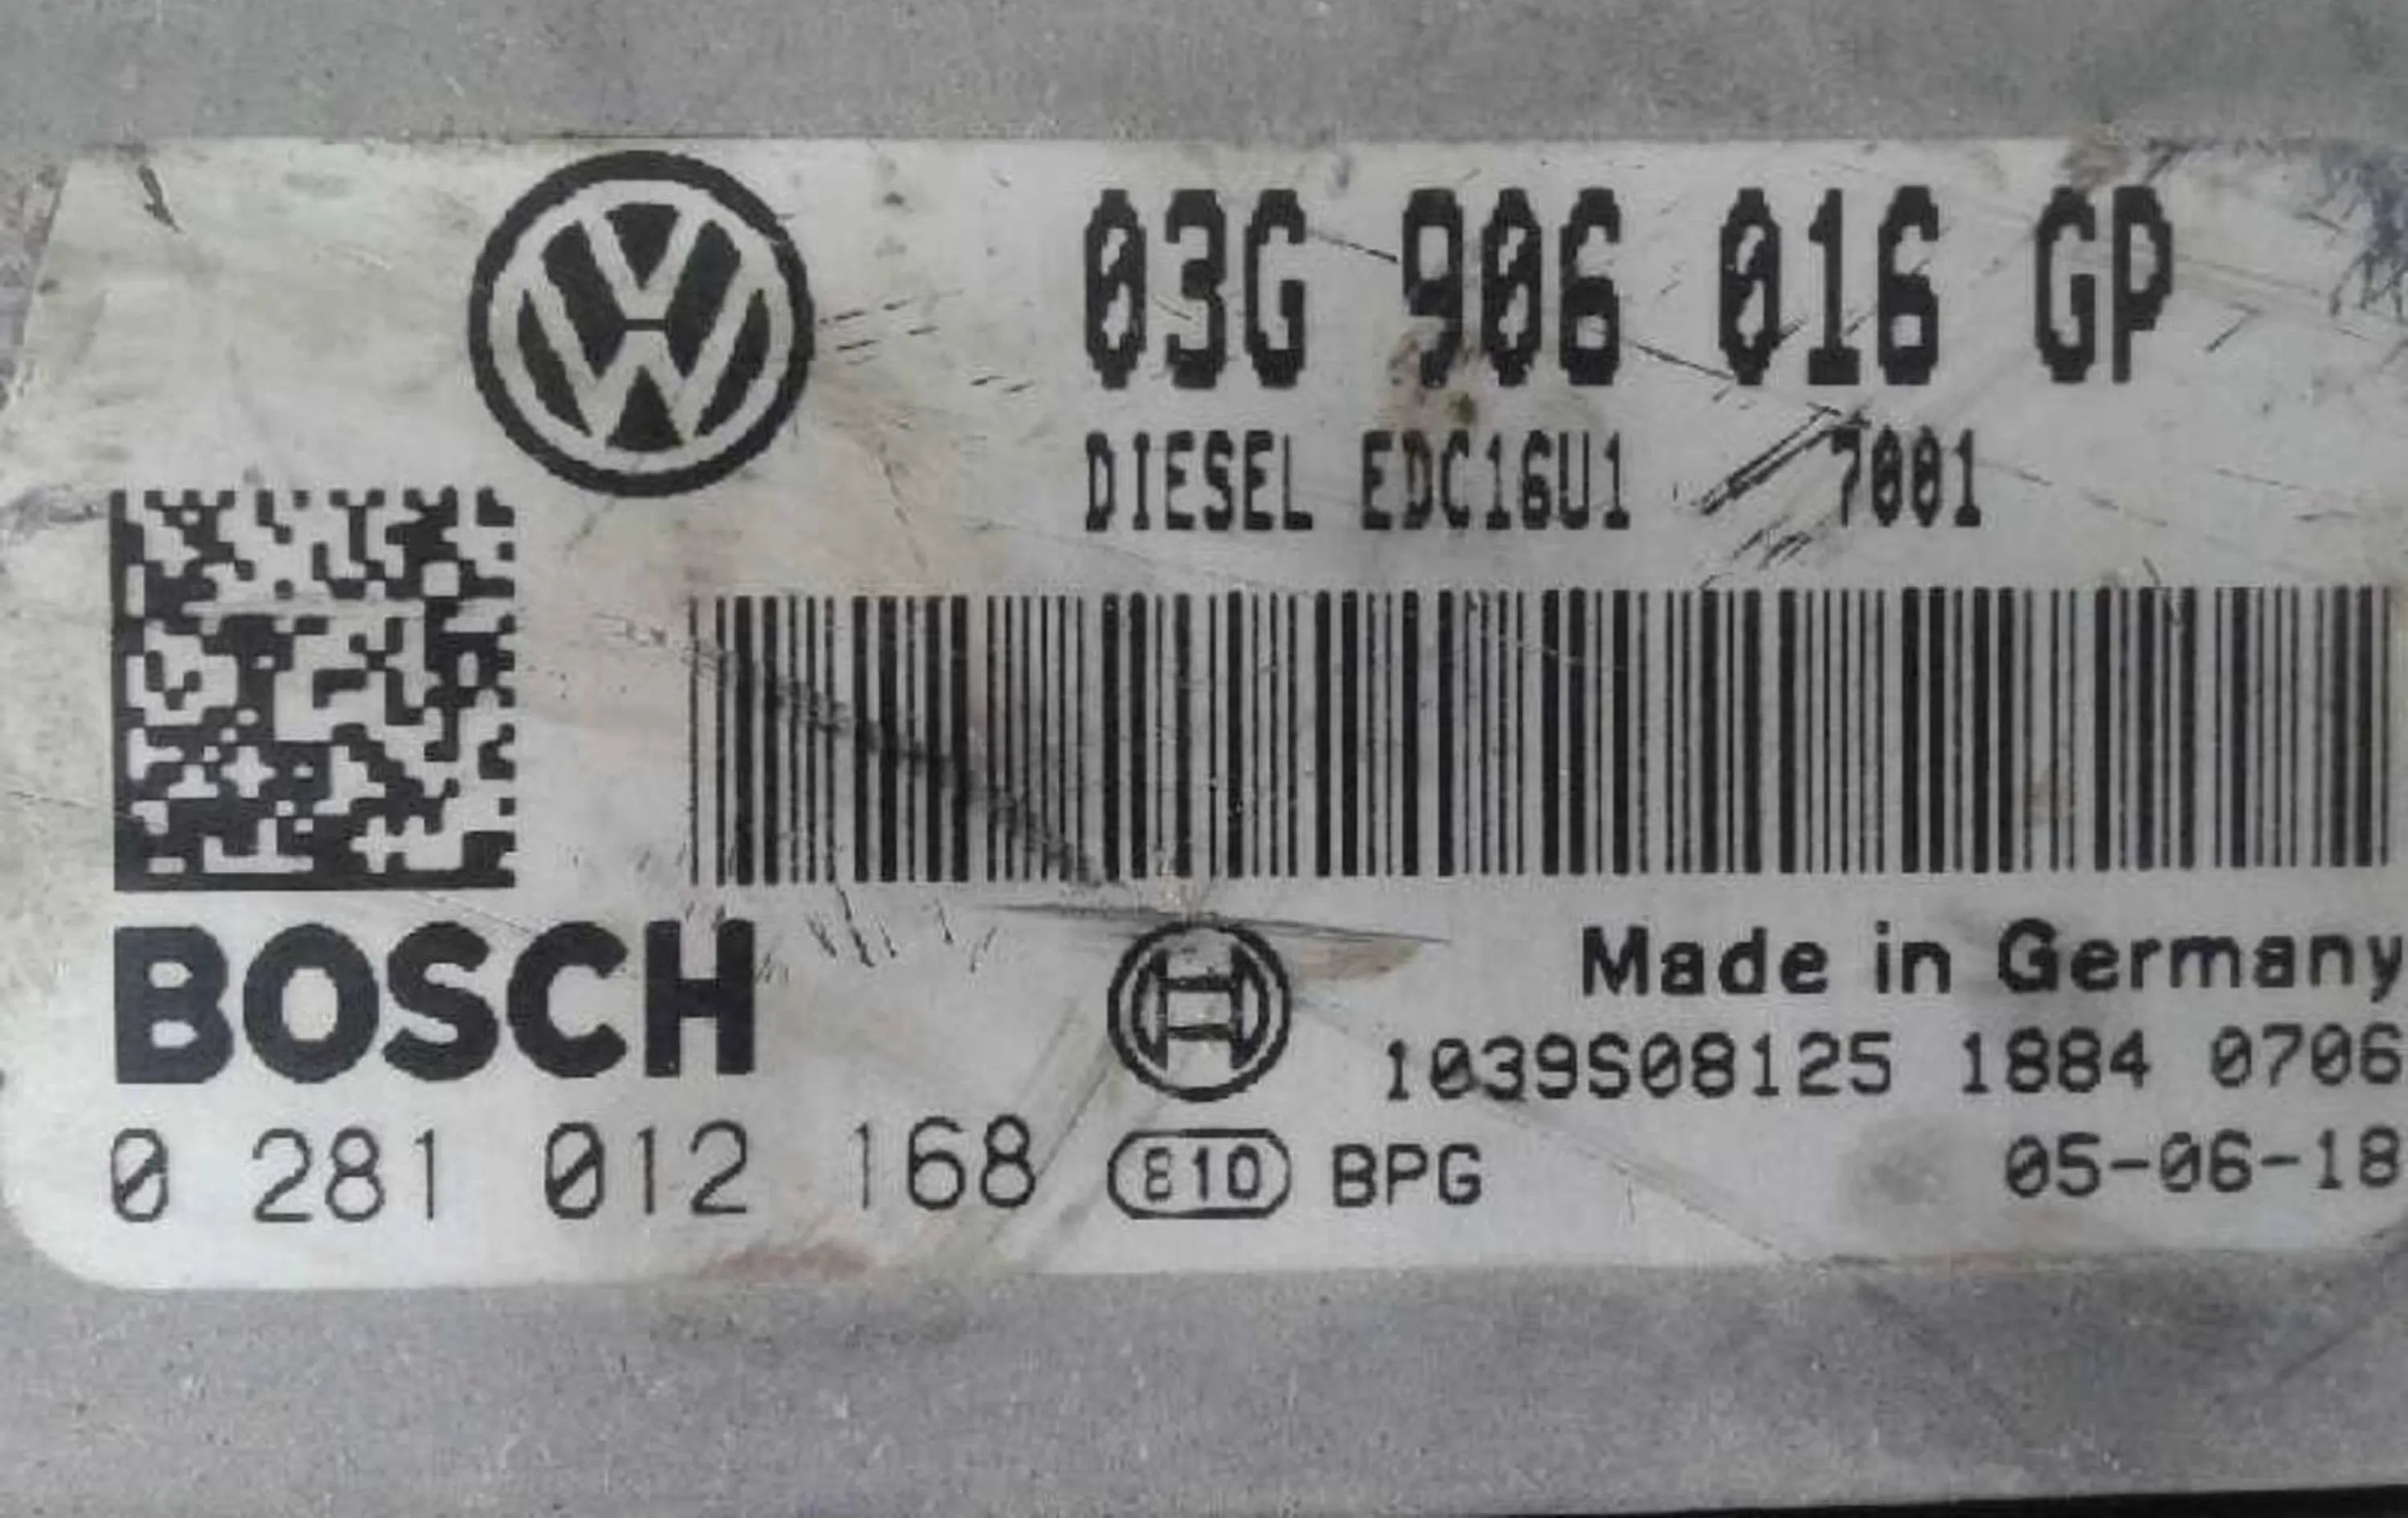 03G 906 016 GP
DIESEL EDC16U1 7001
BOSCH
Made in Germany
1039S08125 1884 0706
0 281 012 168 e10 BPG 05-06-18